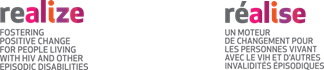 realize
FOSTERING
POSITIVE CHANGE
FOR PEOPLE LIVING
WITH HIV AND OTHER
EPISODIC DISABILITIES
réalise
UN MOTEUR
DE CHANGEMENT POUR
LES PERSONNES VIVANT
AVEC LE VIH ET D'AUTRES
INVALIDITÉS ÉPISODIQUES